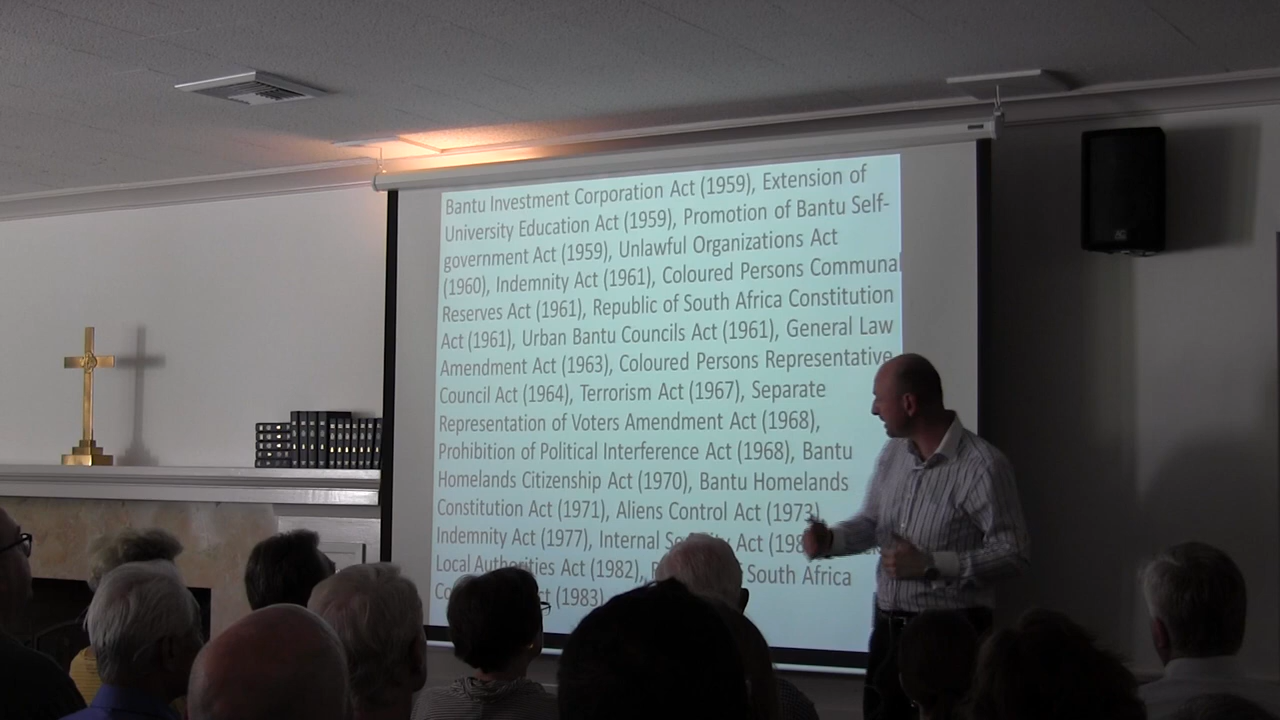 Bantu Investment Corporation Act (1959), Extension of
University Education Act (1959), Promotion of Bantu Self-
government Act (1959), Unlawful Organizations Act
(1960), Indemnity Act (1961), Coloured Persons Communa
Reserves Act (1961), Republic of South Africa Constitution
Act (1961), Urban Bantu Councils Act (1961), General Law
Amendment Act (1963), Coloured Persons Representative
Council Act (1964), Terrorism Act (1967), Separate
Representation of Voters Amendment Act (1968),
Prohibition of Political Interference Act (1968), Bantu
Homelands Citizenship Act (1970), Bantu Homelands
Constitution Act (1971), Aliens Control Act (1973),
Indemnity Act (1977), Internal Act
Local Authorities Act (1982), South Africa
(1983)